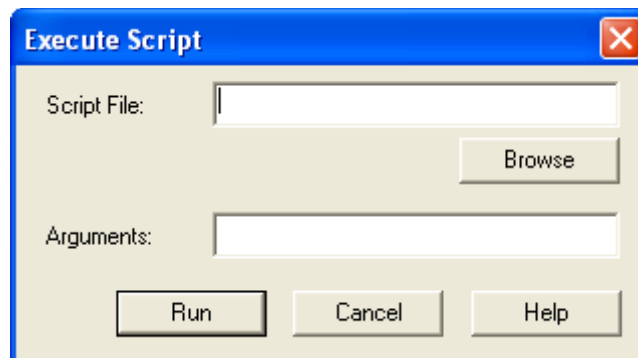 Execute Script
Script File:
Browse
Arguments:
Run Cancel Help